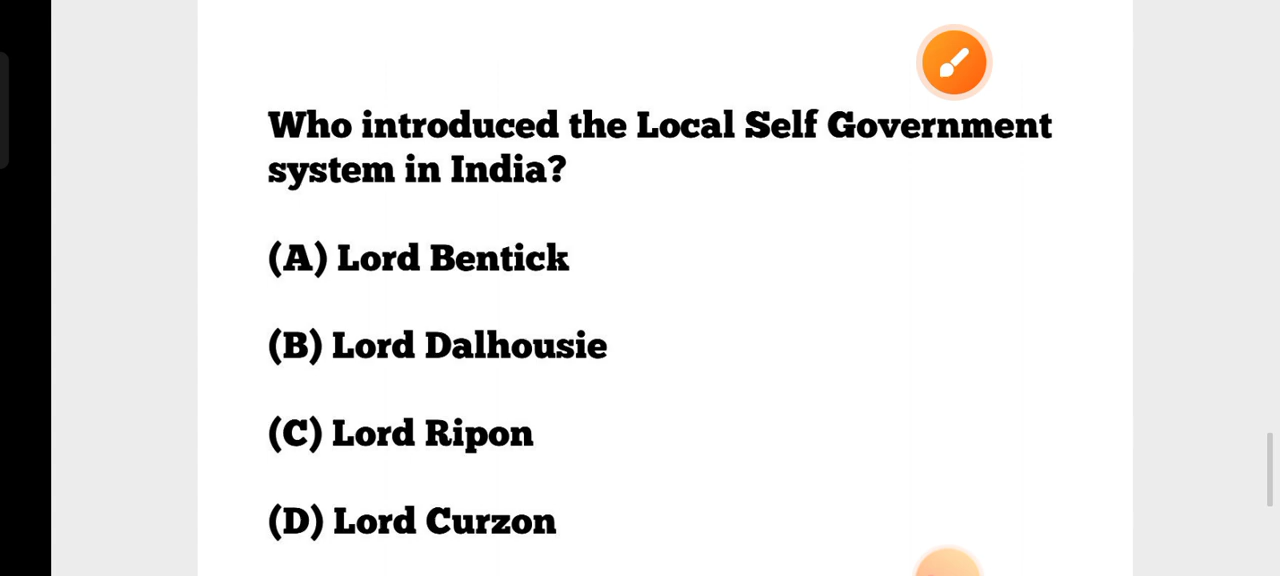 Who introduced the Local Self Government
system in India?
(A) Lord Bentick
(B) Lord Dalhousie
(C) Lord Ripon
(D) Lord Curzon